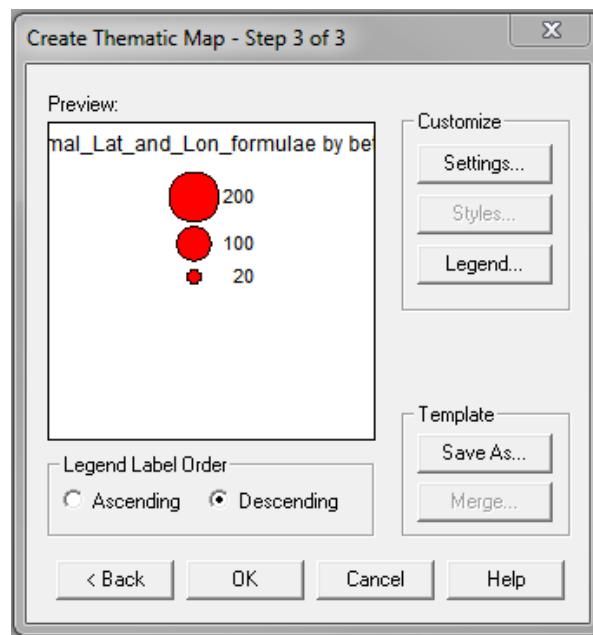 Create Thematic Map - Step 3 of 3
Preview:
mal_Lat_and_Lon_formulae by be
200
100
20
Legend Label Order
Ascending
Descending
Customize
Settings...
Styles...
Legend...
Template
Save As...
Merge...
< Back
OK
Cancel
Help